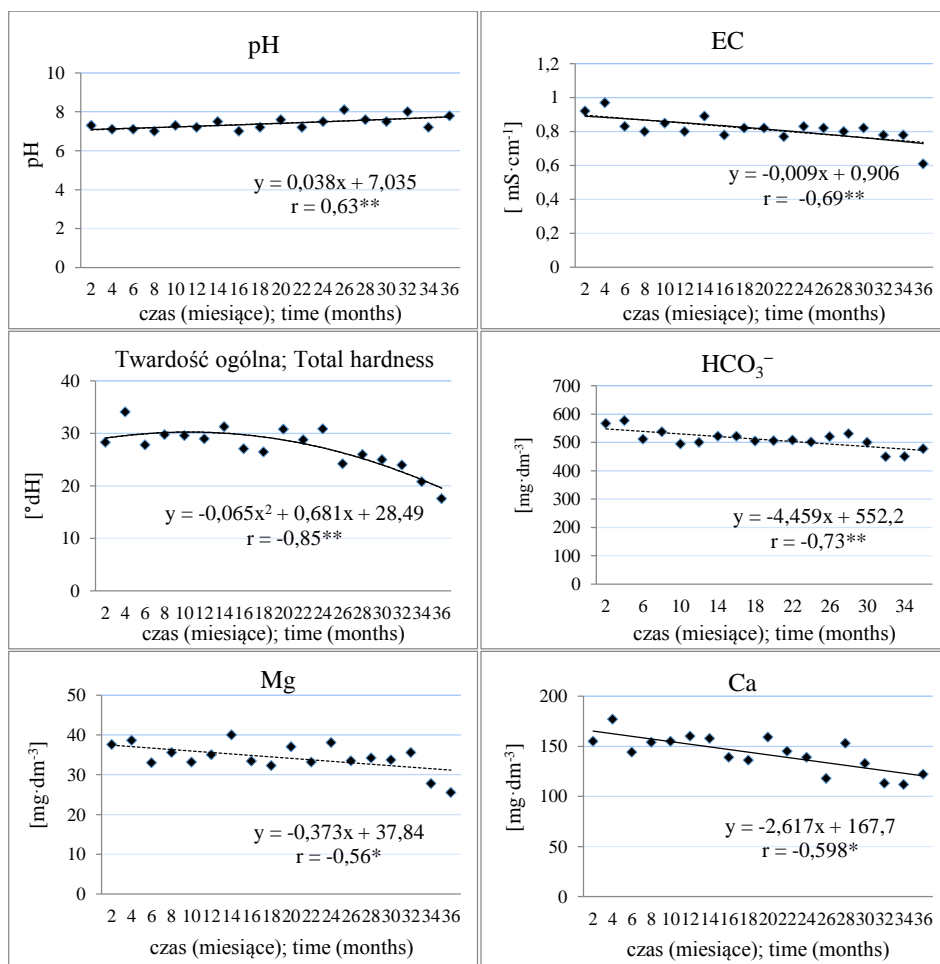 pH
10
8
6
4
2
0
pH
y = 0,038x + 7,035
r = 0,63**
2 4 6 8 10 12 14 16 18 20 22 24 26 28 30 32 34 36
czas (miesiące); time (months)
EC
1,2
1
0,8
0,6
0,4
0,2
0
[ mS·cm⁻¹]
y = -0,009x + 0,906
r = -0,69**
2 4 6 8 10 12 14 16 18 20 22 24 26 28 30 32 34 36
czas (miesiące); time (months)
Twardość ogólna; Total hardness
40
30
20
10
0
[°dH]
y = -0,065x² + 0,681x + 28,49
r = -0,85**
2 4 6 8 10 12 14 16 18 20 22 24 26 28 30 32 34 36
czas (miesiące); time (months)
HCO₃⁻
700
600
500
400
300
200
100
0
[mg·dm⁻³]
y = -4,459x + 552,2
r = -0,73**
2 6 10 14 18 22 26 30 34
czas (miesiące); time (months)
Mg
50
40
30
20
10
0
[mg·dm⁻³]
y = -0,373x + 37,84
r = -0,56*
2 4 6 8 10 12 14 16 18 20 22 24 26 28 30 32 34 36
czas (miesiące); time (months)
Ca
200
150
100
50
0
[mg·dm⁻³]
y = -2,617x + 167,7
r = -0,598*
2 4 6 8 10 12 14 16 18 20 22 24 26 28 30 32 34 36
czas (miesiące); time (months)